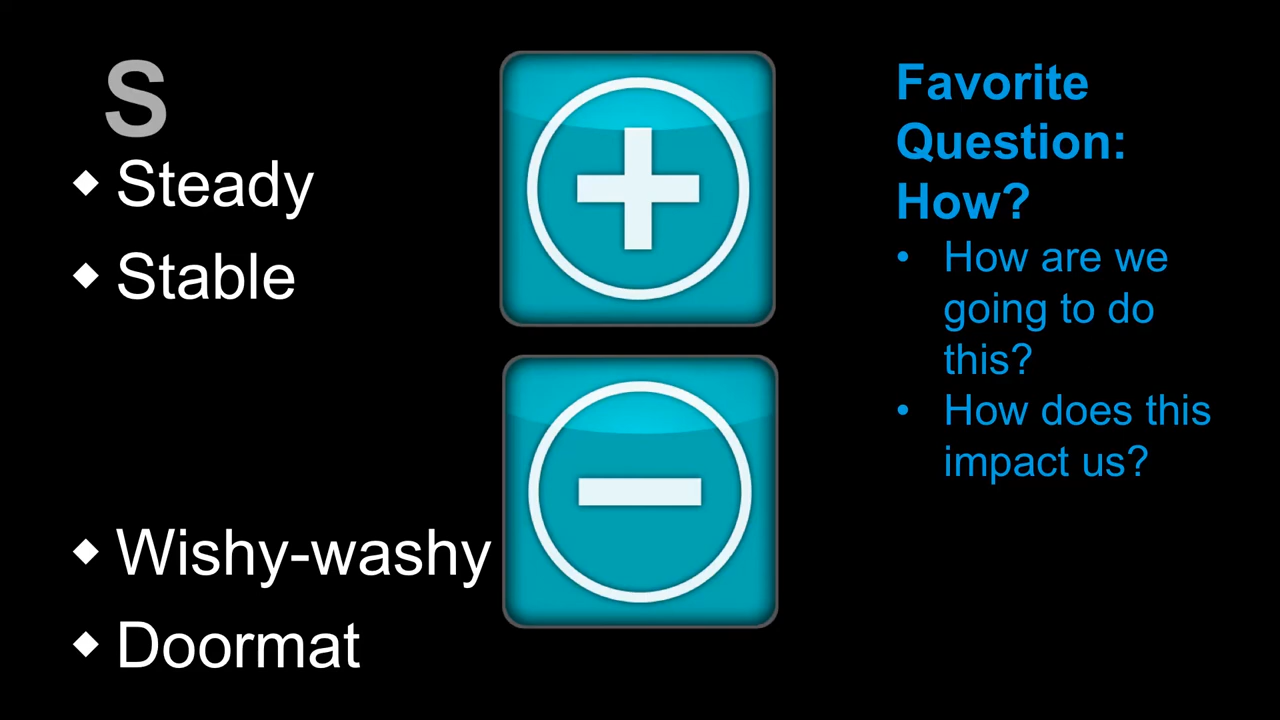 S
◆ Steady
◆ Stable
◆ Wishy-washy
◆ Doormat
Favorite
Question:
How?
• How are we
going to do
this?
• How does this
impact us?